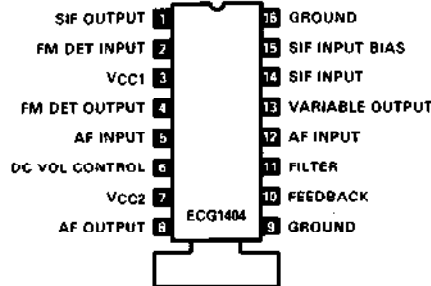 SIF OUTPUT 1 16 GROUND
FM DET INPUT 2 15 SIF INPUT BIAS
VCC1 3 14 SIF INPUT
FM DET OUTPUT 4 13 VARIABLE OUTPUT
AF INPUT 5 12 AF INPUT
DC VOL CONTROL 6 11 FILTER
VCC2 7 10 FEEDBACK
AF OUTPUT 8 9 GROUND
ECG1404